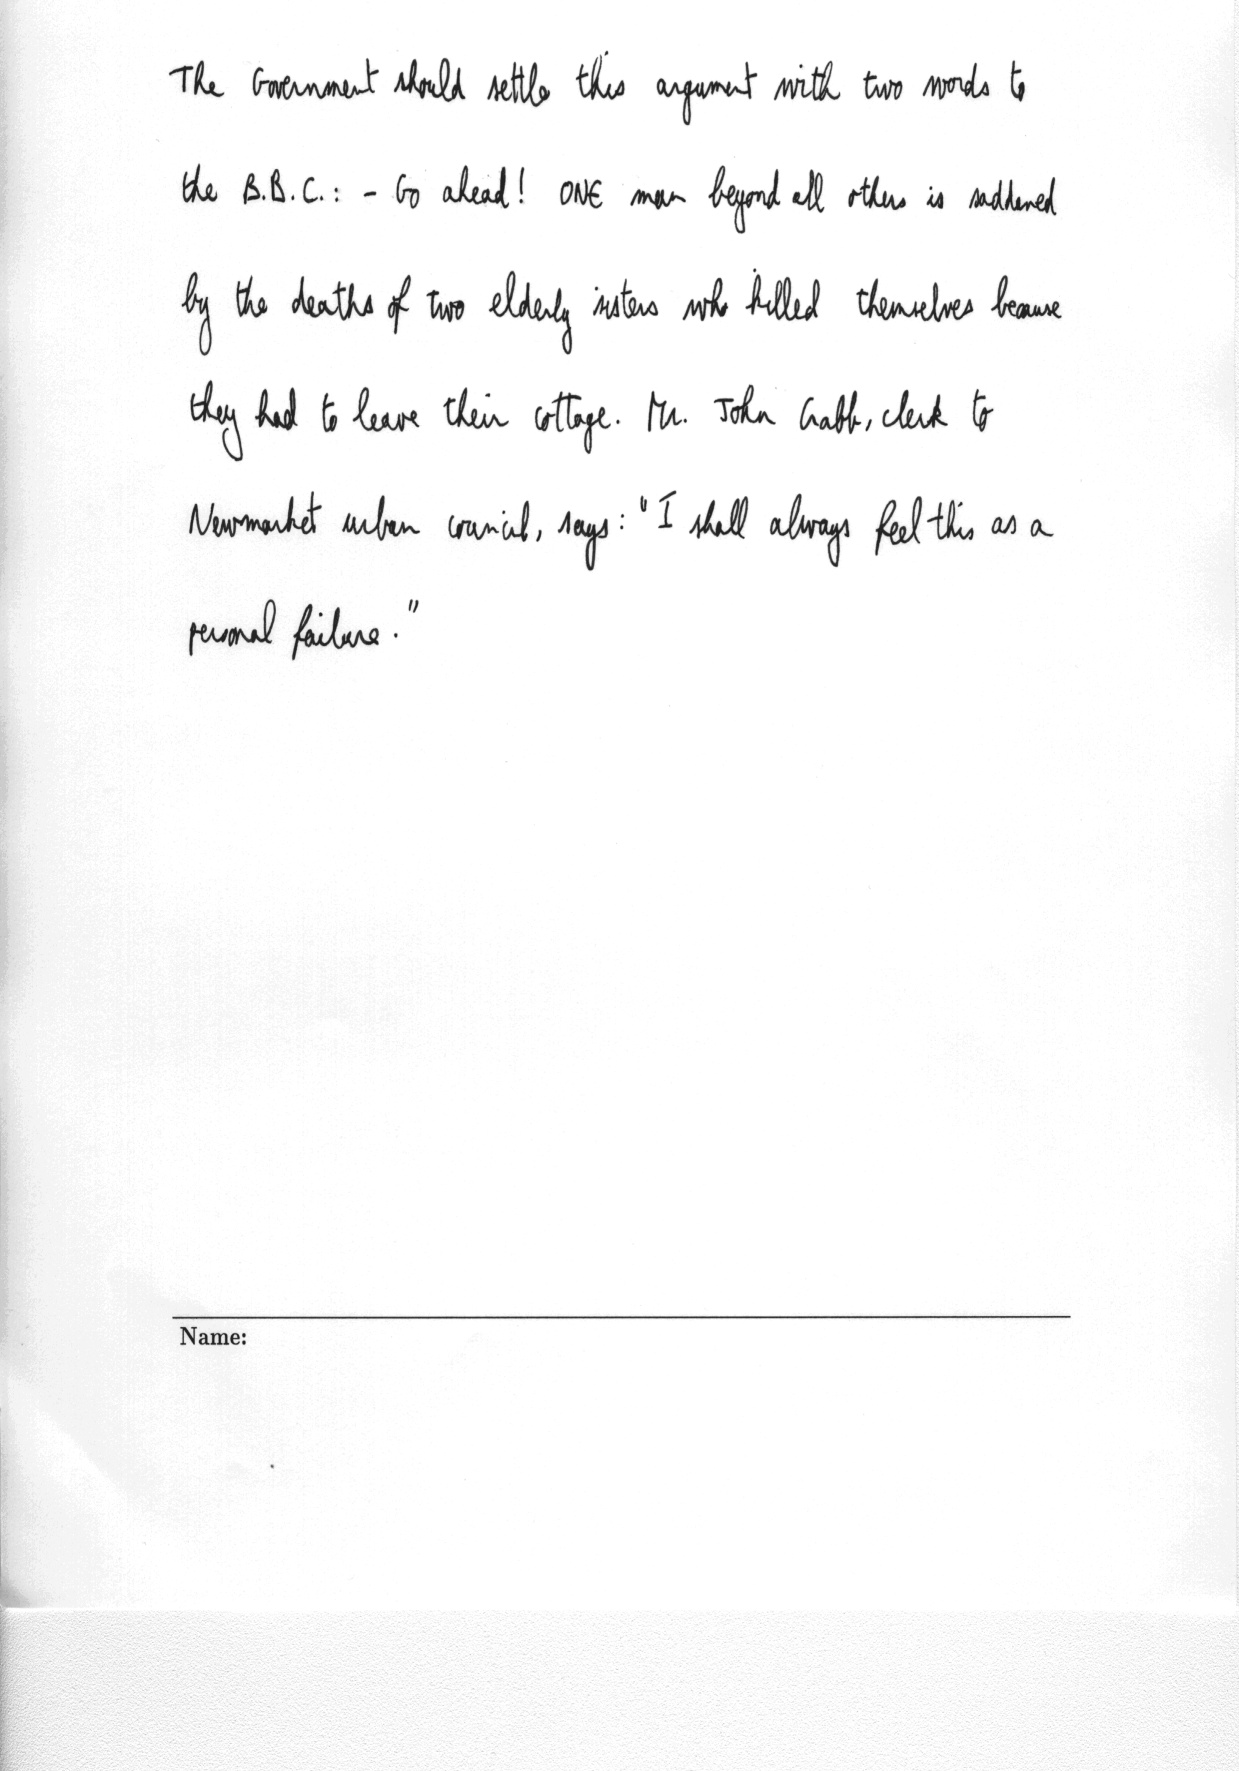 The Government should settle this argument with two words to
the B.B.C.: - Go ahead! ONE man beyond all others is saddened
by the deaths of two elderly sisters who killed themselves because
they had to leave their cottage. Mr. John Crabb, clerk to
Newmarket urban council, says: "I shall always feel this as a
personal failure."
Name: